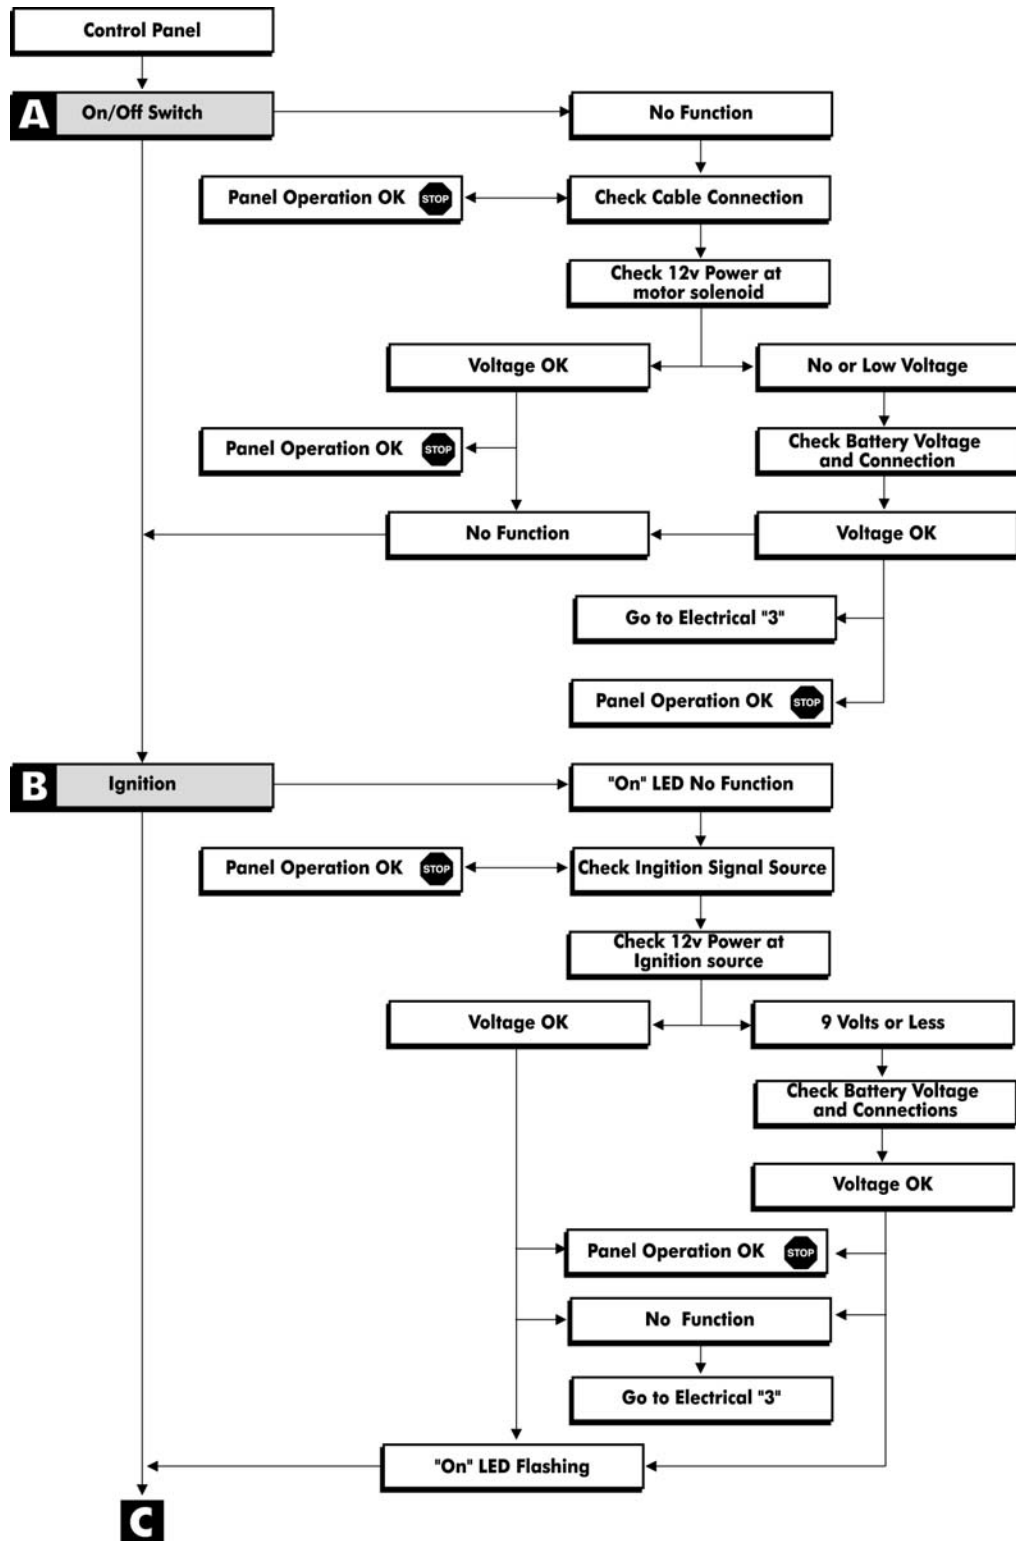 Control Panel
A
On/Off Switch
No Function
Panel Operation OK
STOP
Check Cable Connection
Check 12v Power at
motor solenoid
Voltage OK
No or Low Voltage
Panel Operation OK
STOP
Check Battery Voltage
and Connection
No Function
Voltage OK
Go to Electrical "3"
Panel Operation OK
STOP
B
Ignition
"On" LED No Function
Panel Operation OK
STOP
Check Ingition Signal Source
Check 12v Power at
Ignition source
Voltage OK
9 Volts or Less
Check Battery Voltage
and Connections
Voltage OK
Panel Operation OK
STOP
No Function
Go to Electrical "3"
"On" LED Flashing
C